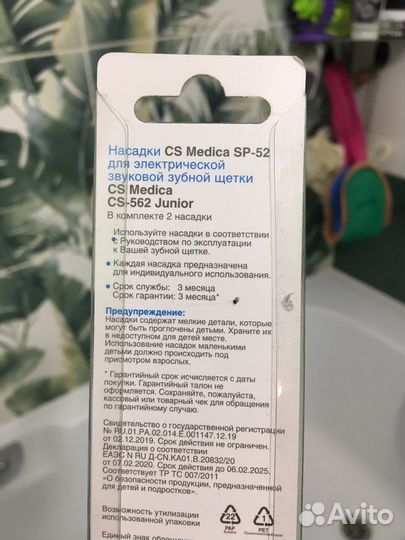 Насадки CS Medica SP-52
для электрической
звуковой зубной щетки
CS Medica
CS-562 Junior
В комплекте 2 насадки
Используйте насадки в соответствии
с Руководством по эксплуатации
к Вашей зубной щетке.
• Каждая насадка предназначена
для индивидуального использования.
• Срок службы: 3 месяца
Срок гарантии: 3 месяца*
Предупреждение:
Насадки содержат мелкие детали, которые
могут быть проглочены детьми. Храните их
в недоступном для детей месте.
Использование насадок маленькими
детьми должно происходить под
присмотром взрослых.
* Гарантийный срок исчисляется с даты
покупки. Гарантийный талон не
оформляется. Сохраняйте, пожалуйста,
кассовый или товарный чек для обращения
по гарантийному случаю.
Свидетельство о государственной регистрации
№ RU.01.РА.02.014.Е.001147.12.19
от 02.12.2019. Срок действия не ограничен.
Декларация о соответствии
ЕАЭС N RU Д-CN.КА01.В.20832/20
от 07.02.2020. Действует до 06.02.2025.
Соответствует ТР ТС 007/2011
«О безопасности продукции, предназначенной
для детей и подростков».
Возможность утилизации
использованной упаковки
22
PAP
1
PET
Единый знак обращения
Avito